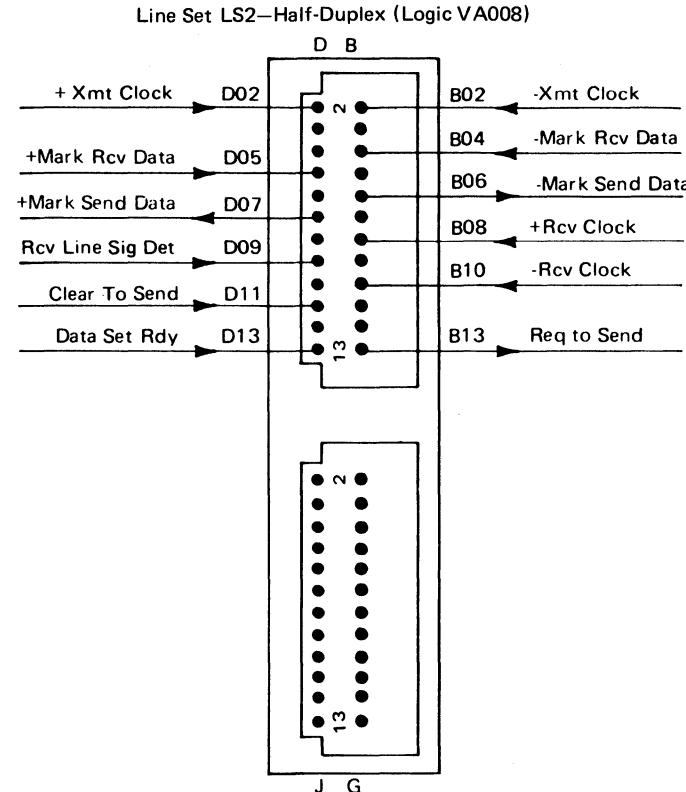 Line Set LS2—Half-Duplex (Logic VA008)
D B
+ Xmt Clock D02 2 B02 -Xmt Clock
B04 -Mark Rcv Data
+Mark Rcv Data D05
B06 -Mark Send Data
+Mark Send Data D07
B08 +Rcv Clock
Rcv Line Sig Det D09
B10 -Rcv Clock
Clear To Send D11
Data Set Rdy D13 13 B13 Req to Send
2
13
J G